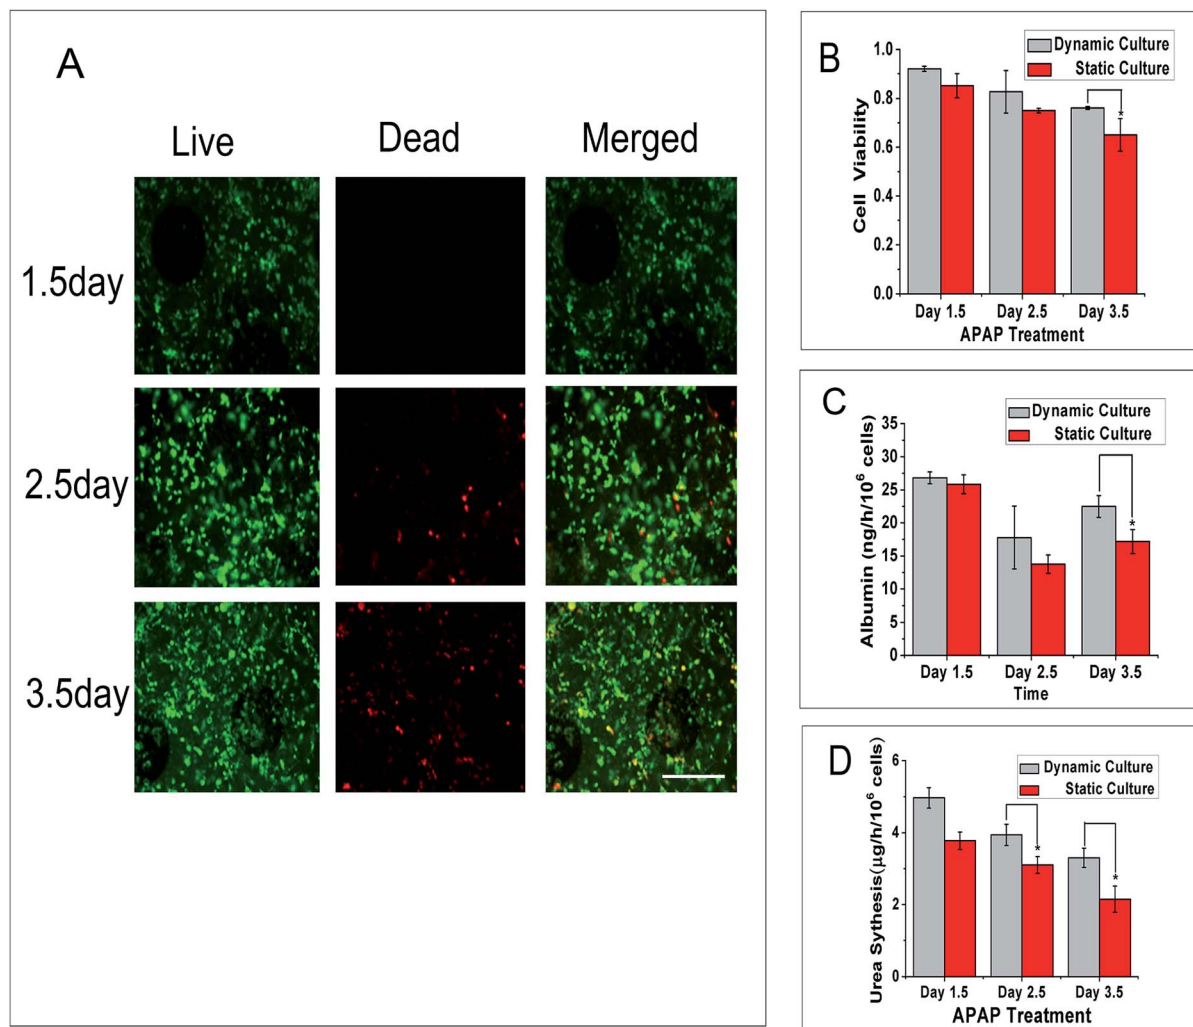 A
Live Dead Merged
1.5day
2.5day
3.5day
B
Dynamic Culture
Static Culture
Cell Viability
1.0
0.8
0.6
0.4
0.2
0.0
*
Day 1.5 Day 2.5 Day 3.5
APAP Treatment
C
Dynamic Culture
Static Culture
Albumin (ng/h/10⁶ cells)
35
30
25
20
15
10
5
0
*
Day 1.5 Day 2.5 Day 3.5
Time
D
Dynamic Culture
Static Culture
Urea Sythesis(μg/h/10⁶ cells)
6
4
2
0
*
*
Day 1.5 Day 2.5 Day 3.5
APAP Treatment